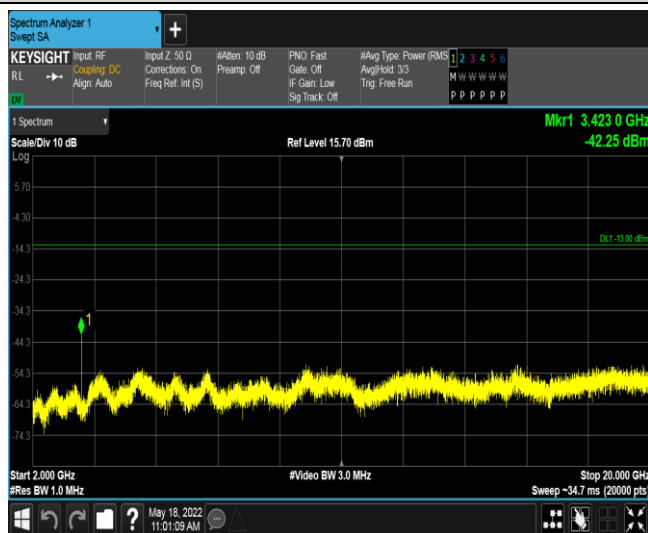 Spectrum Analyzer 1
Swept SA
+
KEYSIGHT
RL
LXI
Input: RF
Coupling: DC
Align: Auto
Input Z: 50 Ω
Corrections: On
Freq Ref: Int (S)
#Atten: 10 dB
Preamp: Off
PNO: Fast
Gate: Off
IF Gain: Low
Sig Track: Off
#Avg Type: Power (RMS
Avg|Hold: 3/3
Trig: Free Run
1 2 3 4 5 6
M W W W W W
P P P P P P
1 Spectrum
Mkr1 3.423 0 GHz
Scale/Div 10 dB
Ref Level 15.70 dBm
-42.25 dBm
Log
5.70
-4.30
DL1 -13.00 dBm
-14.3
-24.3
-34.3
1
-44.3
-54.3
-64.3
-74.3
Start 2.000 GHz
#Video BW 3.0 MHz
Stop 20.000 GHz
#Res BW 1.0 MHz
Sweep ~34.7 ms (20000 pts)
?
May 18, 2022
11:01:09 AM